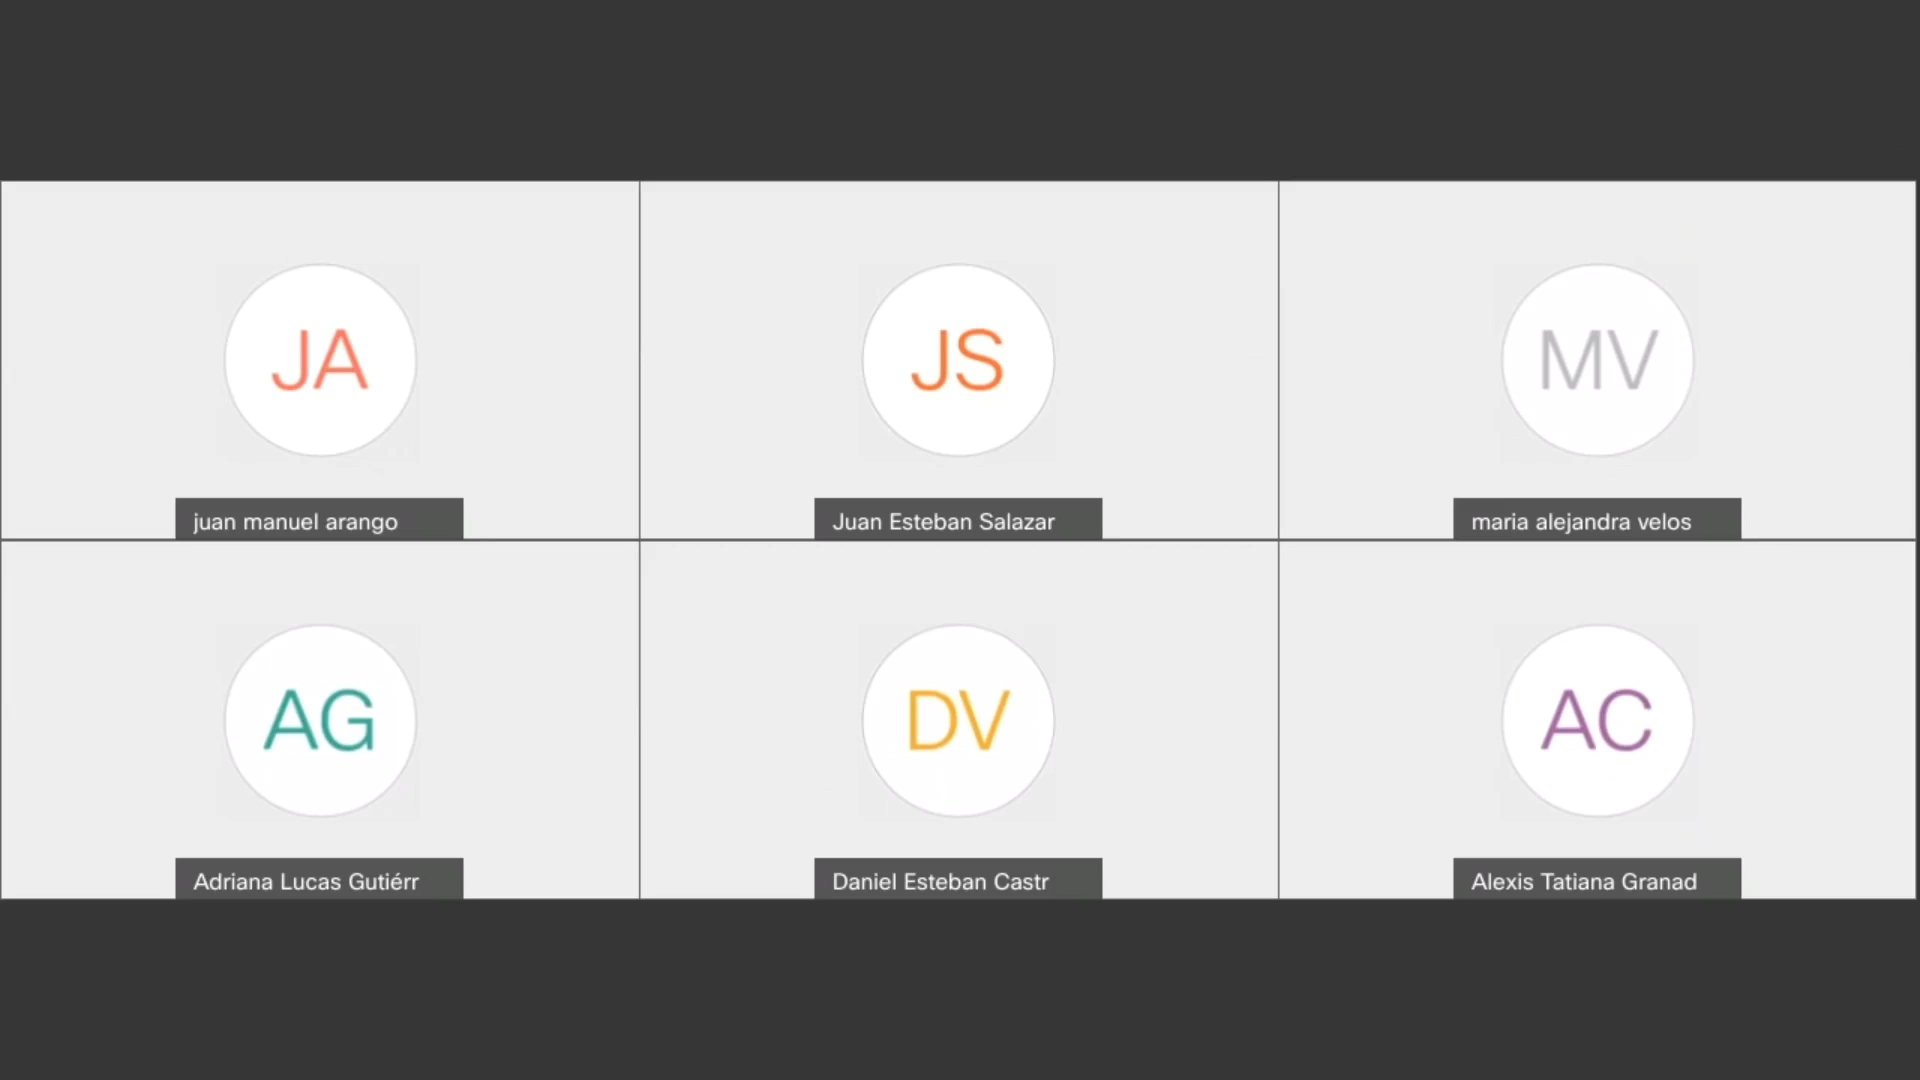 JA
JS
MV
juan manuel arango
Juan Esteban Salazar
maria alejandra velos
AG
DV
AC
Adriana Lucas Gutiérr
Daniel Esteban Castr
Alexis Tatiana Granad